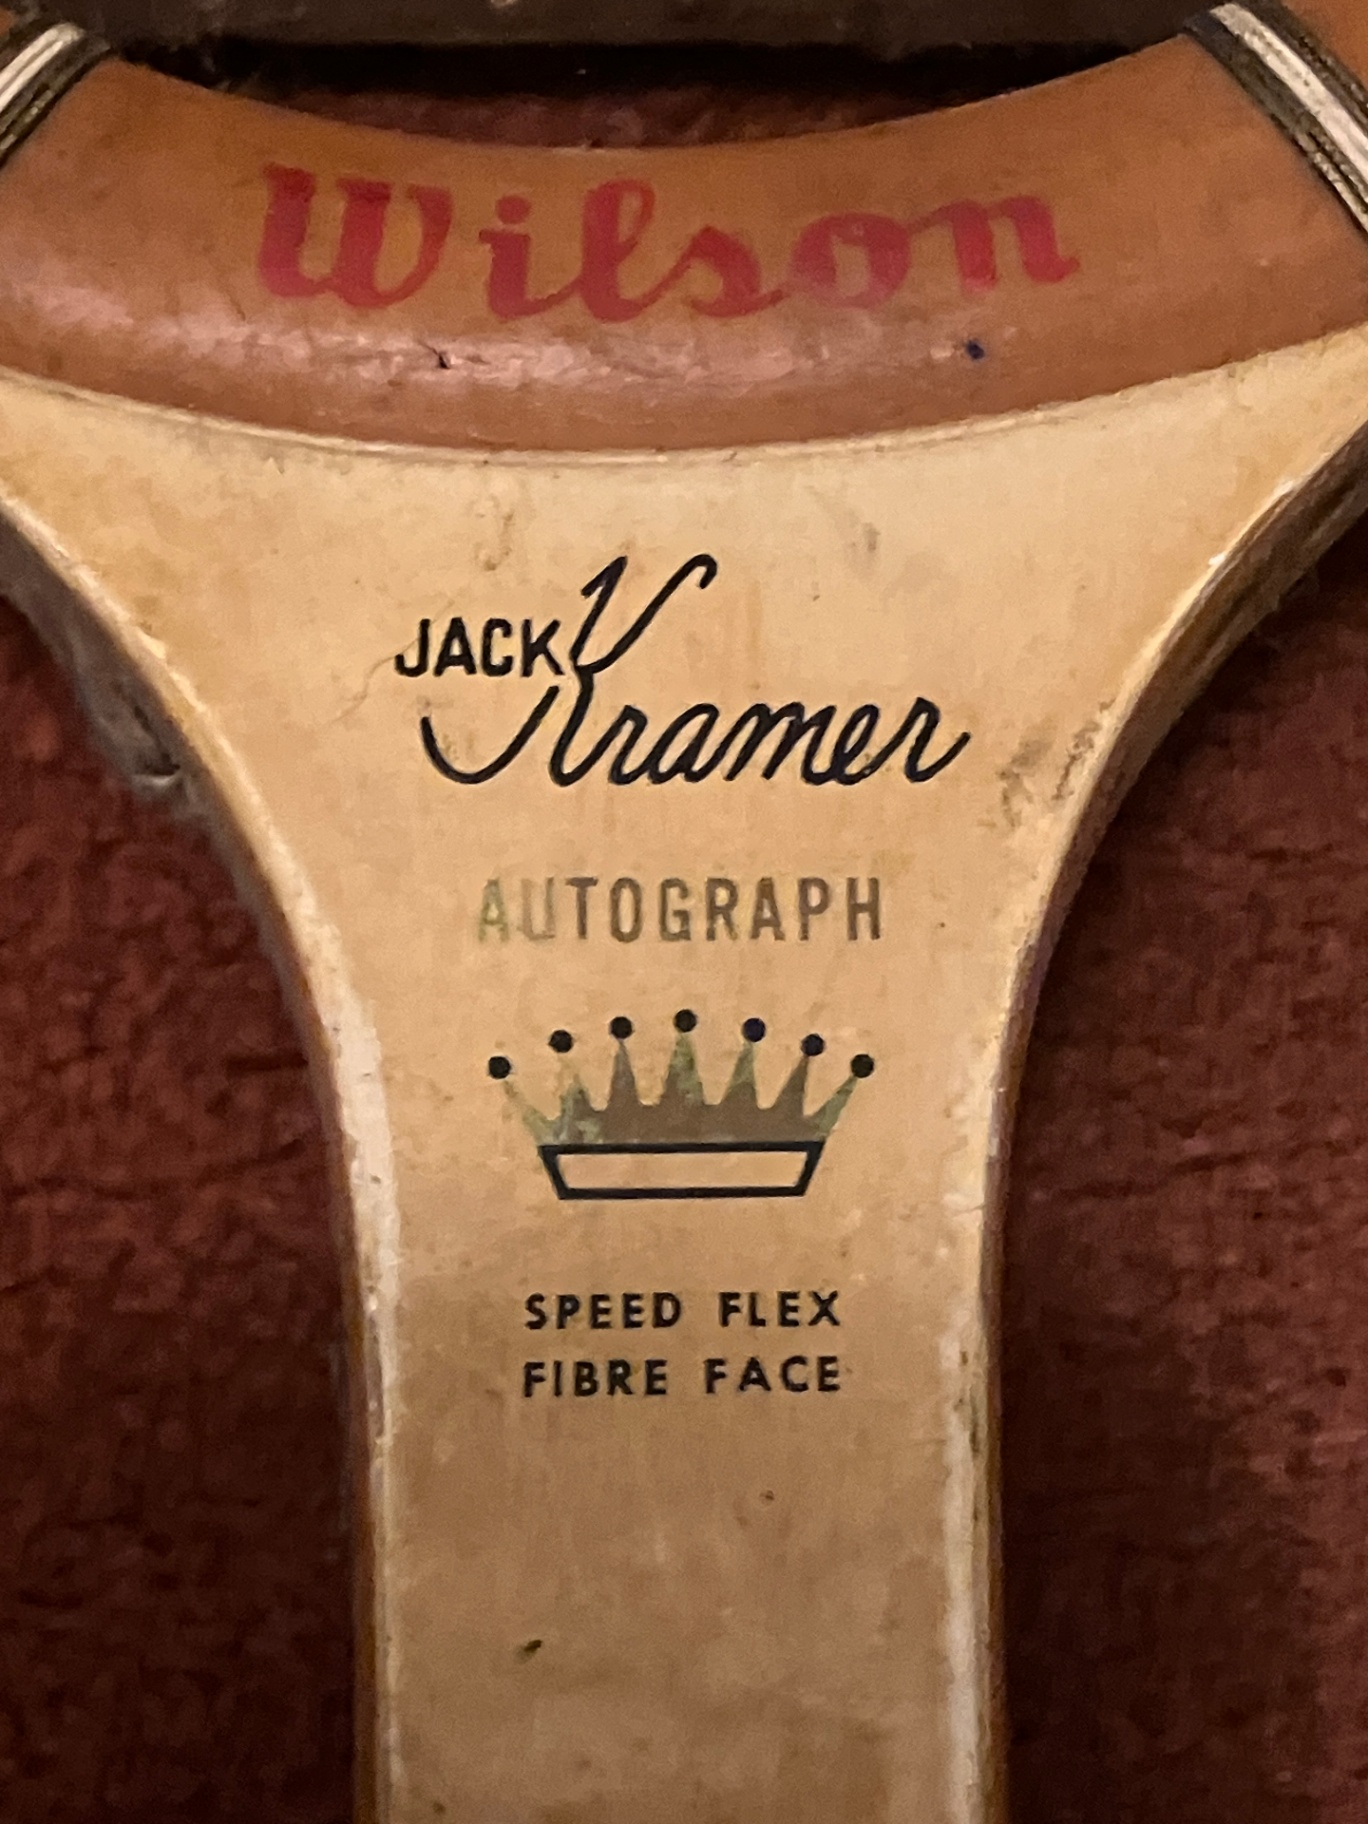 Wilson
JACK Kramer
AUTOGRAPH
SPEED FLEX
FIBRE FACE